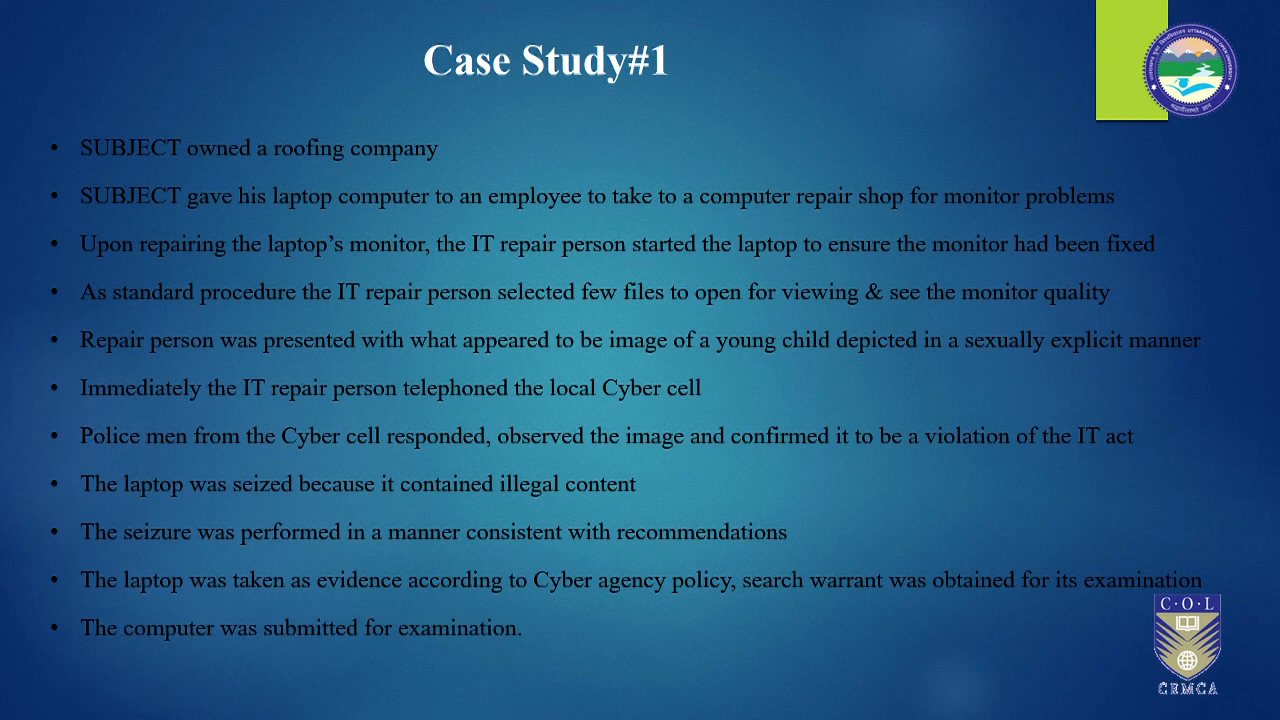 Case Study#1
UTTARAKHAND OPEN UNIVERSITY
• SUBJECT owned a roofing company
• SUBJECT gave his laptop computer to an employee to take to a computer repair shop for monitor problems
• Upon repairing the laptop’s monitor, the IT repair person started the laptop to ensure the monitor had been fixed
• As standard procedure the IT repair person selected few files to open for viewing & see the monitor quality
• Repair person was presented with what appeared to be image of a young child depicted in a sexually explicit manner
• Immediately the IT repair person telephoned the local Cyber cell
• Police men from the Cyber cell responded, observed the image and confirmed it to be a violation of the IT act
• The laptop was seized because it contained illegal content
• The seizure was performed in a manner consistent with recommendations
• The laptop was taken as evidence according to Cyber agency policy, search warrant was obtained for its examination
• The computer was submitted for examination.
C·O·L
CEMCA